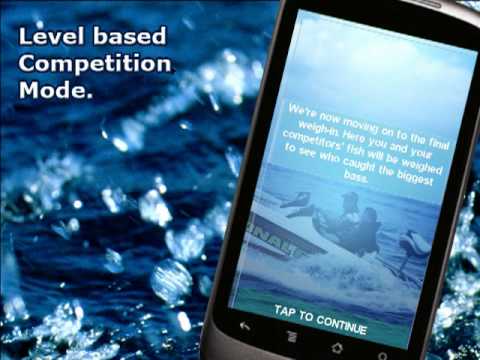 Level based
Competition
Mode.
We're now moving on to the final
weigh-in. Here you and your
competitors' fish will be weighed
to see who caught the biggest
bass.
TAP TO CONTINUE